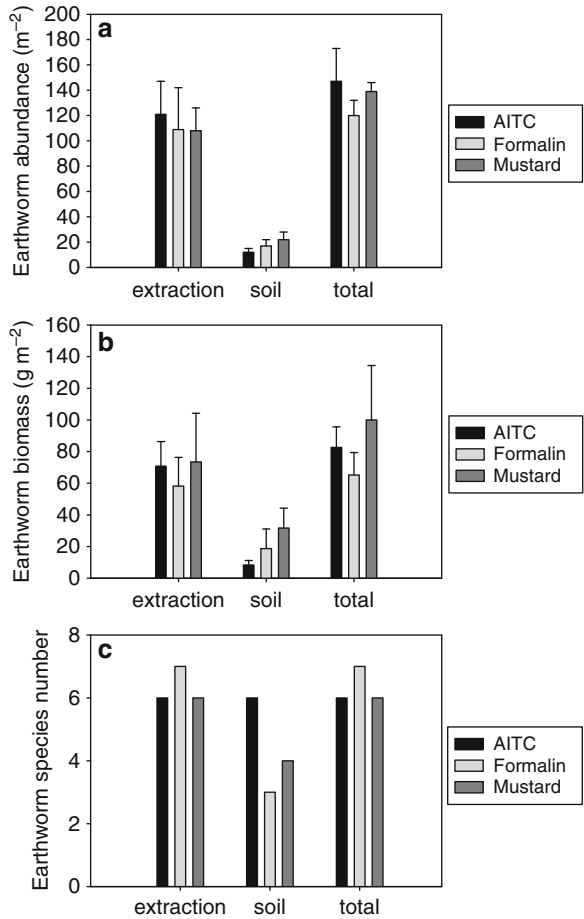 a
Earthworm abundance (m⁻²)
200
180
160
140
120
100
80
60
40
20
0
extraction soil total
AITC
Formalin
Mustard
b
Earthworm biomass (g m⁻²)
160
140
120
100
80
60
40
20
0
extraction soil total
AITC
Formalin
Mustard
c
Earthworm species number
8
6
4
2
0
extraction soil total
AITC
Formalin
Mustard